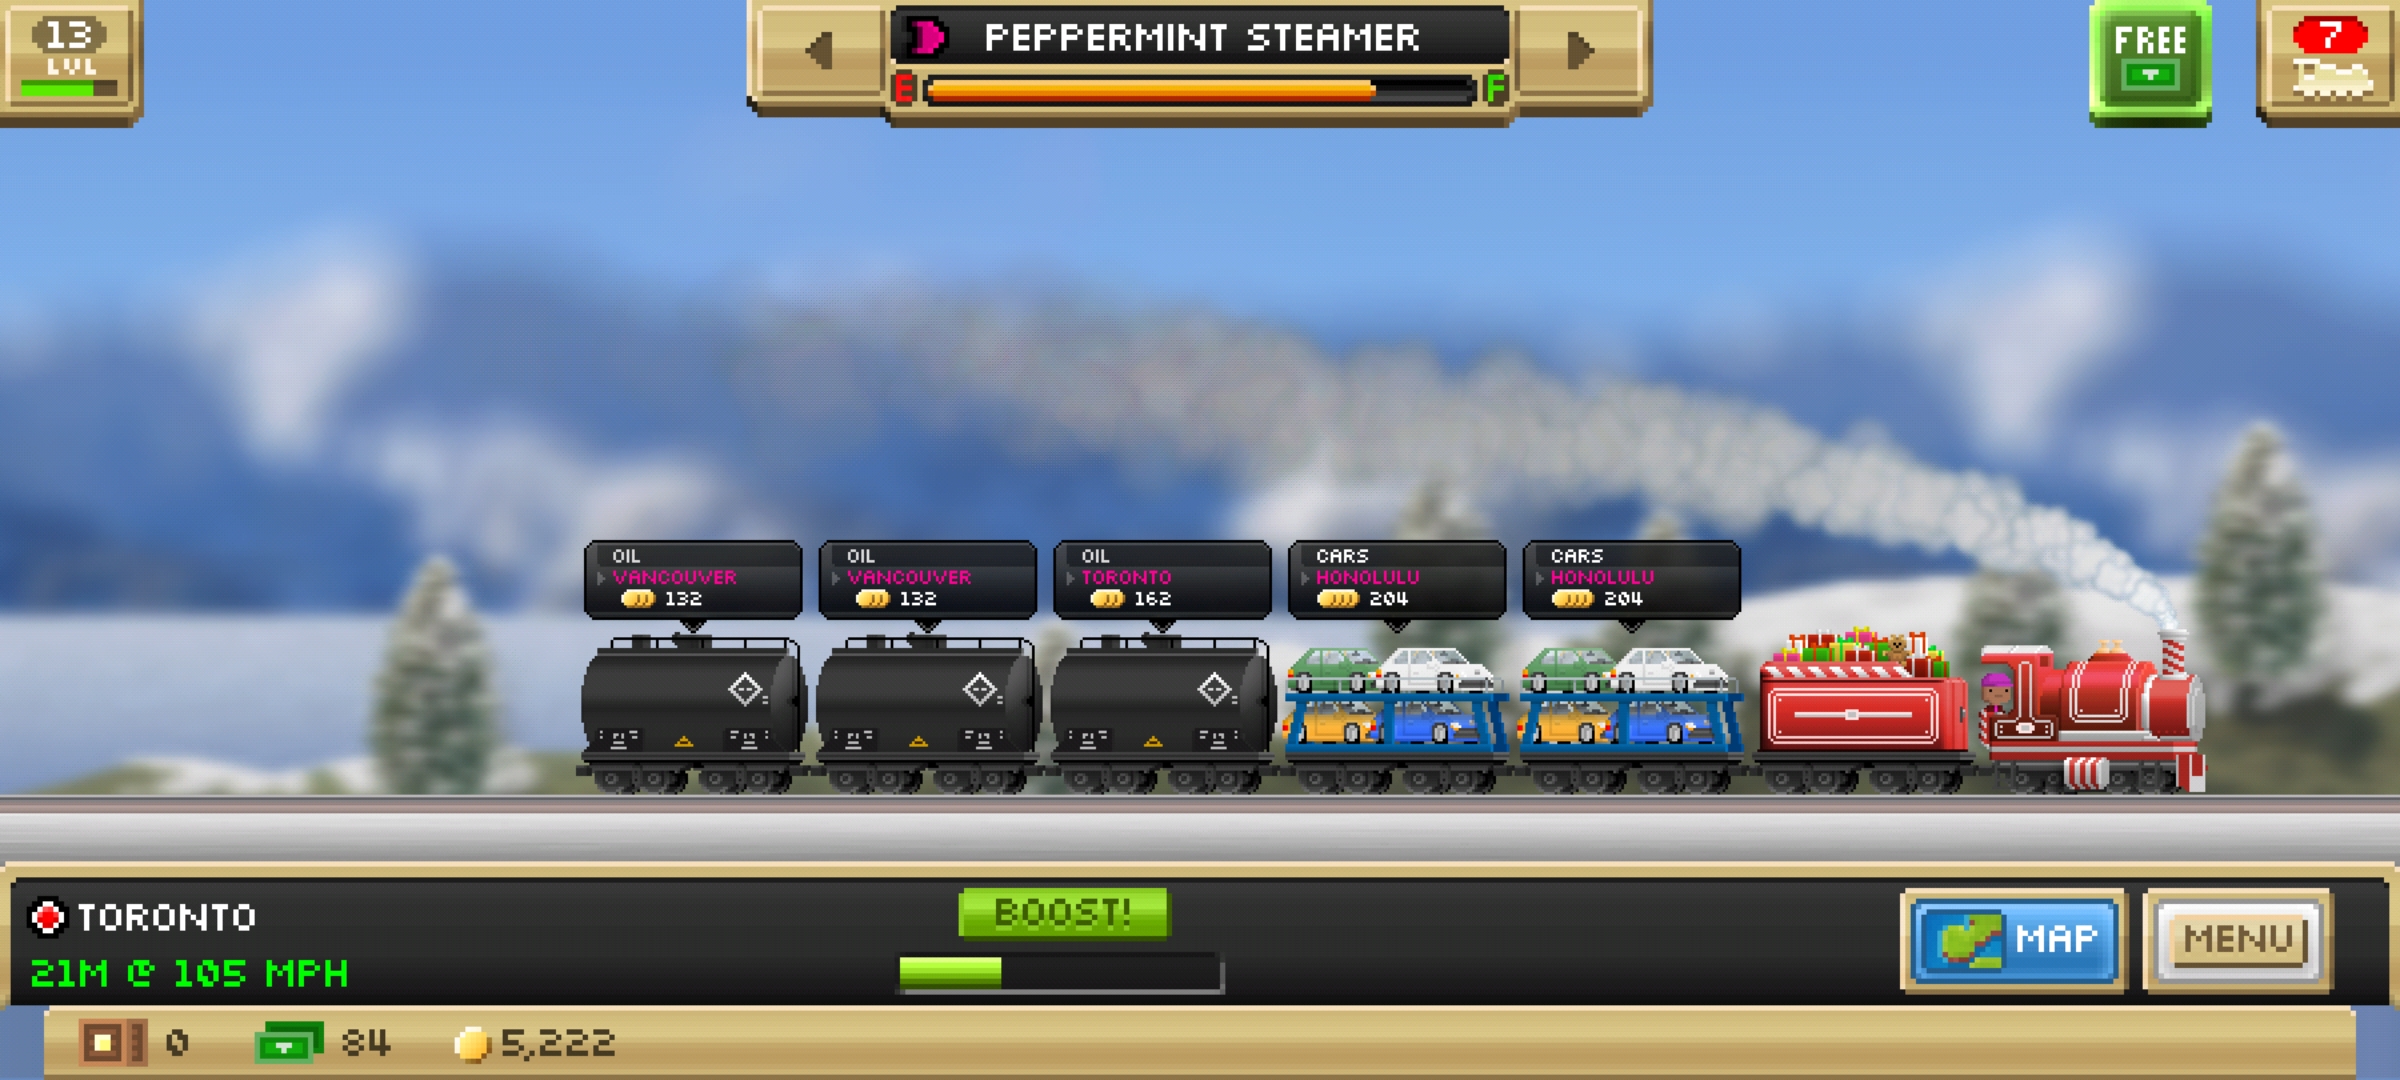 13
LVL
PEPPERMINT STEAMER
E
F
FREE
7
OIL
VANCOUVER
132
OIL
VANCOUVER
132
OIL
TORONTO
162
CARS
HONOLULU
204
CARS
HONOLULU
204
TORONTO
21M @ 105 MPH
BOOST!
MAP
MENU
0
84
5,222